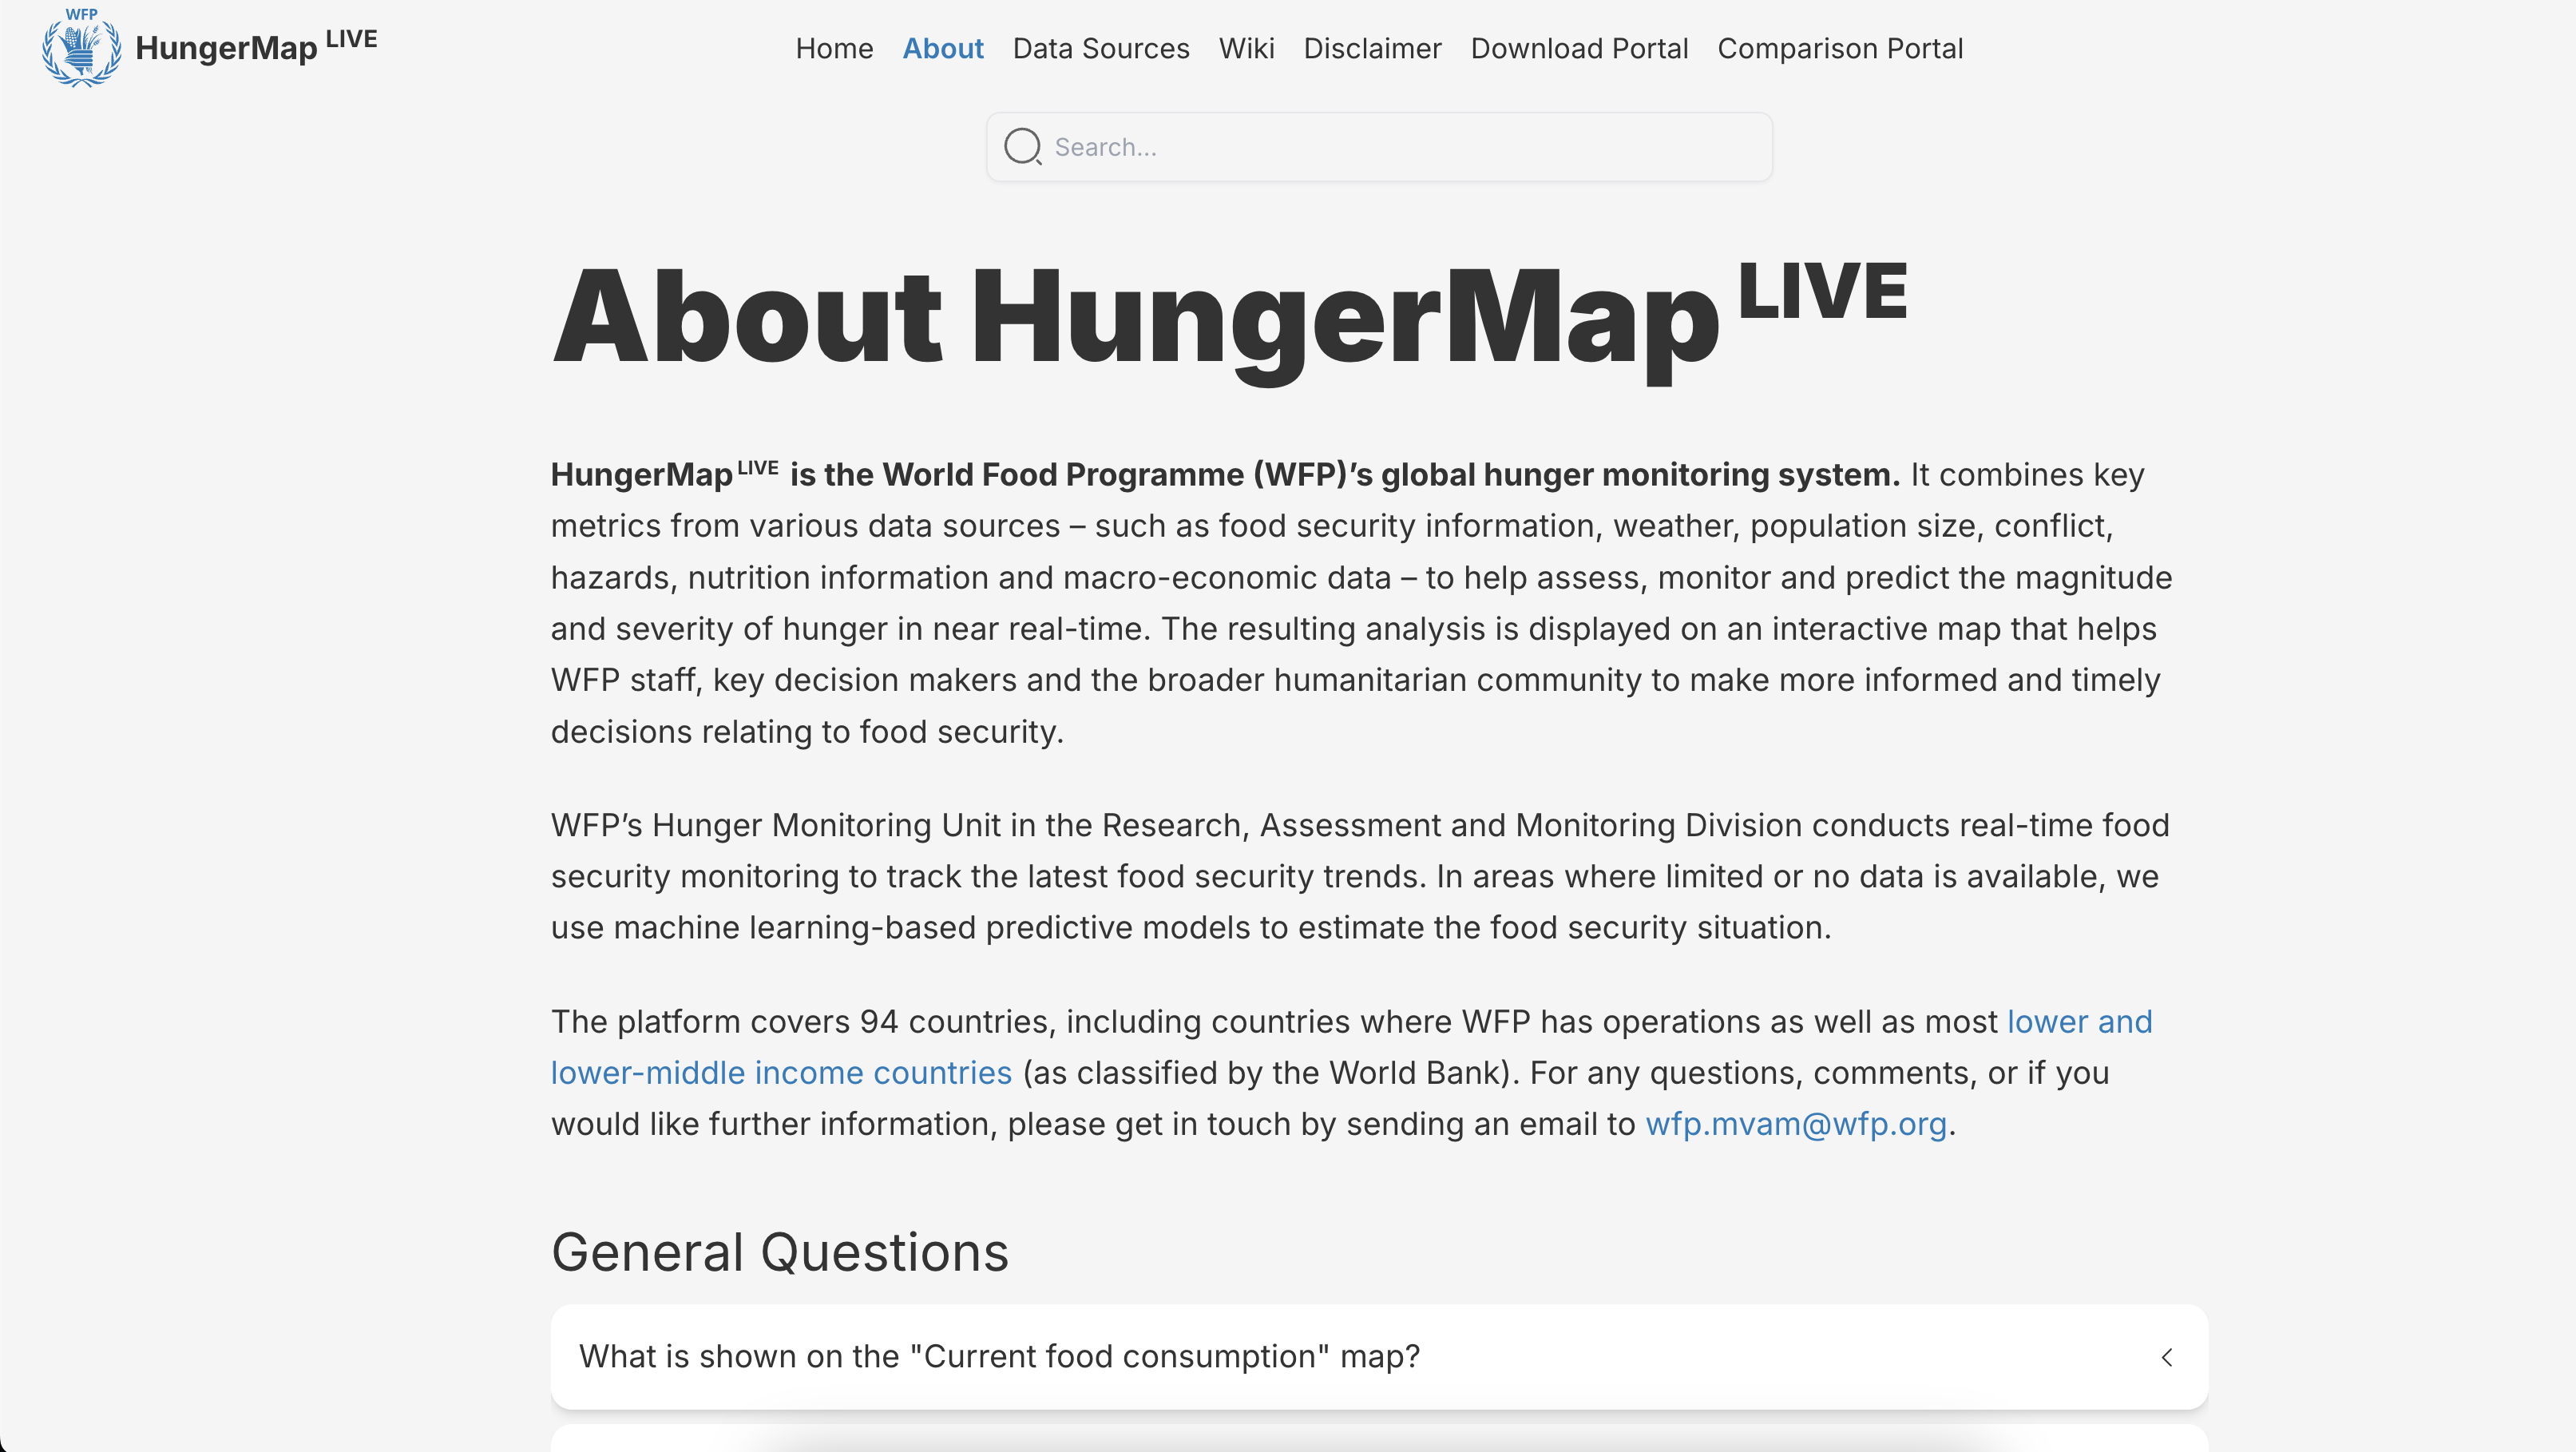 WFP
HungerMap LIVE
Home About Data Sources Wiki Disclaimer Download Portal Comparison Portal
Search...
About HungerMap LIVE
HungerMap LIVE is the World Food Programme (WFP)’s global hunger monitoring system. It combines key
metrics from various data sources – such as food security information, weather, population size, conflict,
hazards, nutrition information and macro-economic data – to help assess, monitor and predict the magnitude
and severity of hunger in near real-time. The resulting analysis is displayed on an interactive map that helps
WFP staff, key decision makers and the broader humanitarian community to make more informed and timely
decisions relating to food security.
WFP’s Hunger Monitoring Unit in the Research, Assessment and Monitoring Division conducts real-time food
security monitoring to track the latest food security trends. In areas where limited or no data is available, we
use machine learning-based predictive models to estimate the food security situation.
The platform covers 94 countries, including countries where WFP has operations as well as most lower and
lower-middle income countries (as classified by the World Bank). For any questions, comments, or if you
would like further information, please get in touch by sending an email to wfp.mvam@wfp.org.
General Questions
What is shown on the "Current food consumption" map?